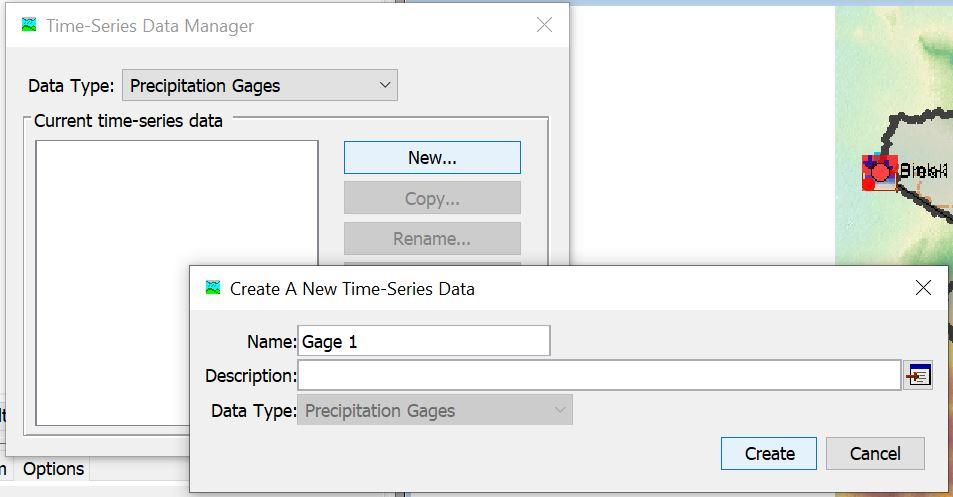 Time-Series Data Manager
Data Type: Precipitation Gages
Current time-series data
New...
Copy...
Rename...
Create A New Time-Series Data
Name: Gage 1
Description:
Data Type: Precipitation Gages
Create Cancel
Options